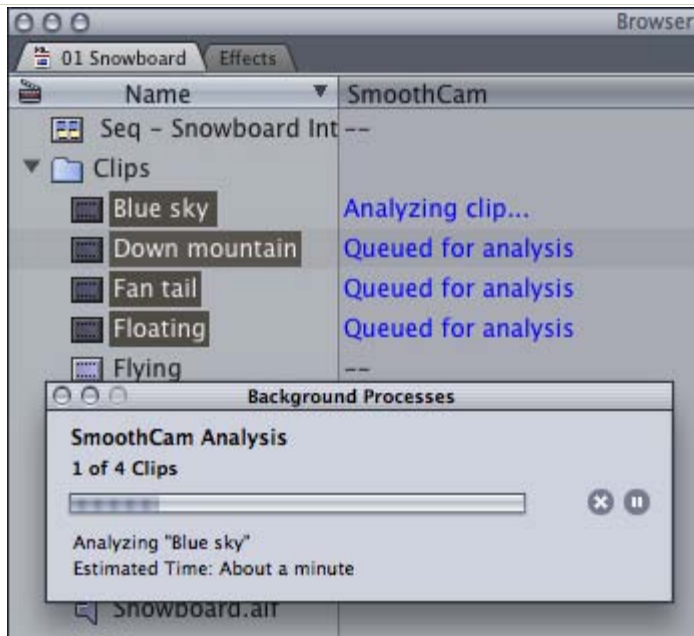 Browser
01 Snowboard Effects
Name SmoothCam
Seq - Snowboard Int --
Clips
Blue sky Analyzing clip...
Down mountain Queued for analysis
Fan tail Queued for analysis
Floating Queued for analysis
Flying --
Background Processes
SmoothCam Analysis
1 of 4 Clips
Analyzing "Blue sky"
Estimated Time: About a minute
Snowboard.aif